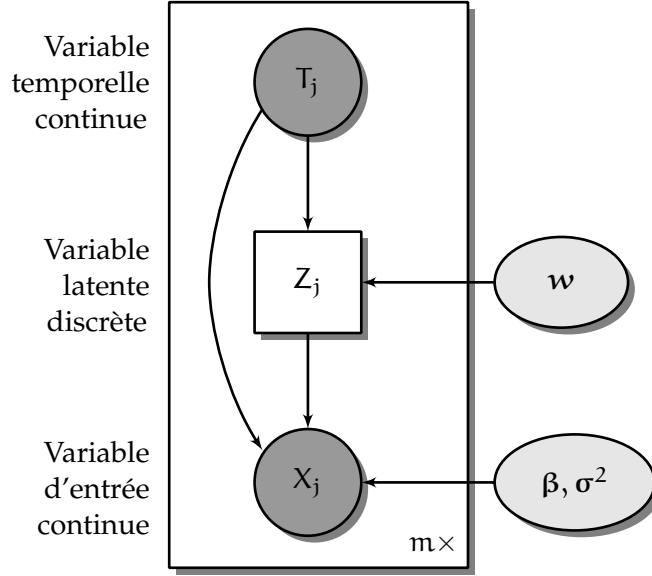 Variable
temporelle
continue
T_j
Variable
latente
discrète
Z_j
w
Variable
d'entrée
continue
X_j
β, σ²
m×